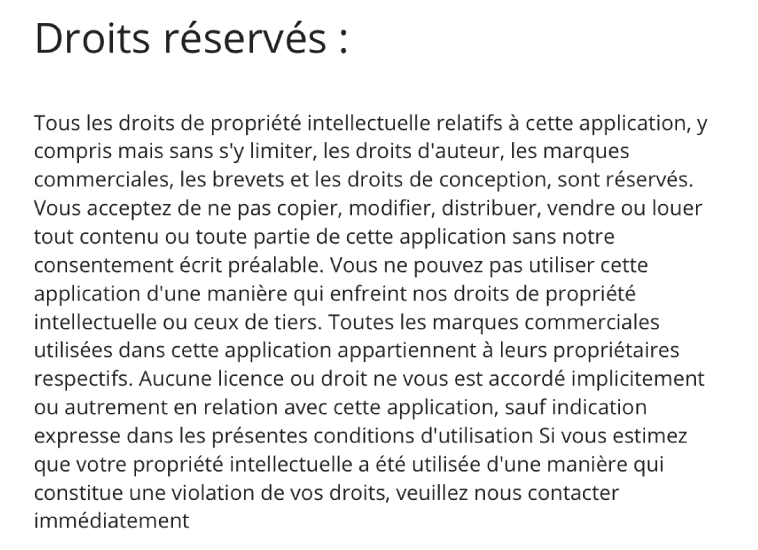 Droits réservés :
Tous les droits de propriété intellectuelle relatifs à cette application, y
compris mais sans s'y limiter, les droits d'auteur, les marques
commerciales, les brevets et les droits de conception, sont réservés.
Vous acceptez de ne pas copier, modifier, distribuer, vendre ou louer
tout contenu ou toute partie de cette application sans notre
consentement écrit préalable. Vous ne pouvez pas utiliser cette
application d'une manière qui enfreint nos droits de propriété
intellectuelle ou ceux de tiers. Toutes les marques commerciales
utilisées dans cette application appartiennent à leurs propriétaires
respectifs. Aucune licence ou droit ne vous est accordé implicitement
ou autrement en relation avec cette application, sauf indication
expresse dans les présentes conditions d'utilisation Si vous estimez
que votre propriété intellectuelle a été utilisée d'une manière qui
constitue une violation de vos droits, veuillez nous contacter
immédiatement